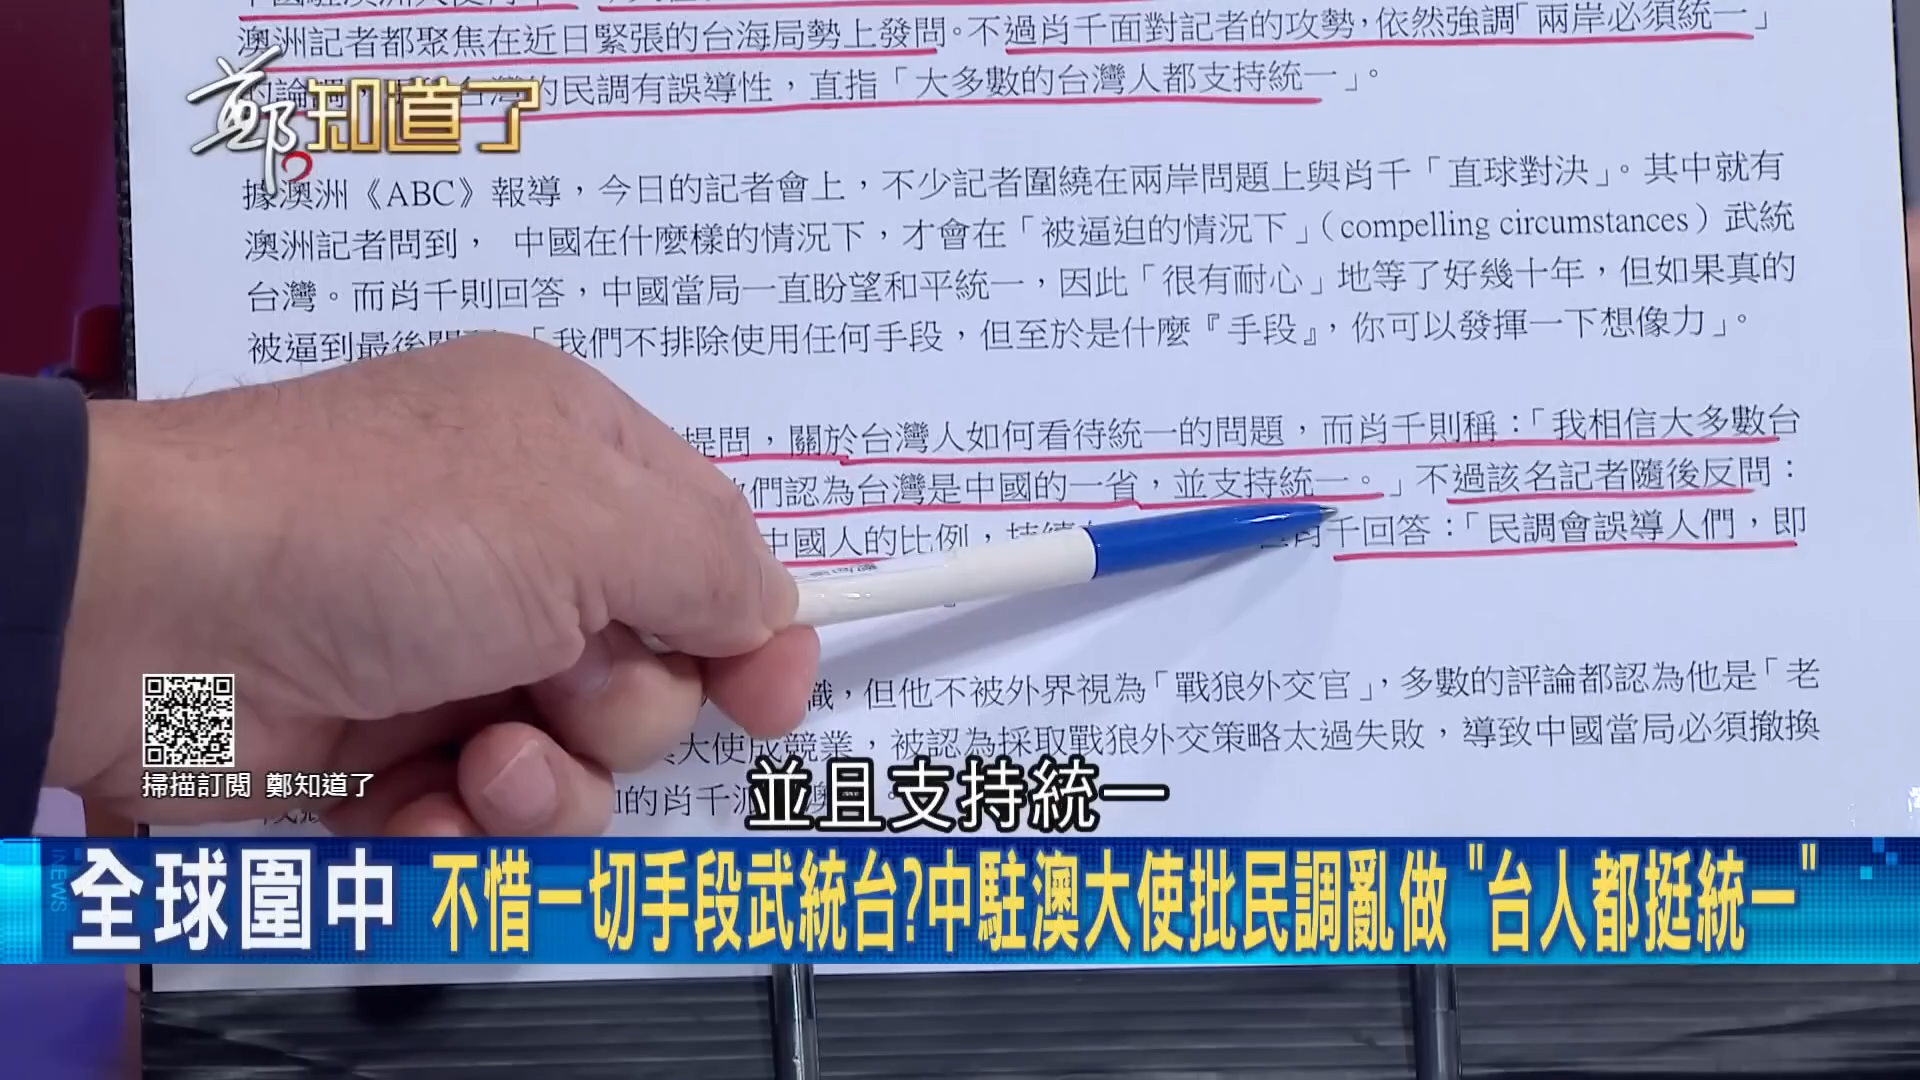 澳洲記者都聚焦在近日緊張的台海局勢上發問。不過肖千面對記者的攻勢,依然強調「兩岸必須統一」
台灣的民調有誤導性,直指「大多數的台灣人都支持統一」。
鄭知道了
據澳洲《ABC》報導,今日的記者會上,不少記者圍繞在兩岸問題上與肖千「直球對決」。其中就有
澳洲記者問到, 中國在什麼樣的情況下,才會在「被逼迫的情況下」(compelling circumstances)武統
台灣。而肖千則回答,中國當局一直盼望和平統一,因此「很有耐心」地等了好幾十年,但如果真的
被逼到最後「我們不排除使用任何手段,但至於是什麼『手段』,你可以發揮一下想像力」。
提問,關於台灣人如何看待統一的問題,而肖千則稱:「我相信大多數台
們認為台灣是中國的一省,並支持統一。」不過該名記者隨後反問:
中國人的比例,持續 肖千回答:「民調會誤導人們,即
識,但他不被外界視為「戰狼外交官」,多數的評論都認為他是「老
大使成競業,被認為採取戰狼外交策略太過失敗,導致中國當局必須撤換
的肖千派
掃描訂閱 鄭知道了
並且支持統一
iNEWS
全球圍中 不惜一切手段武統台?中駐澳大使批民調亂做 "台人都挺統一"